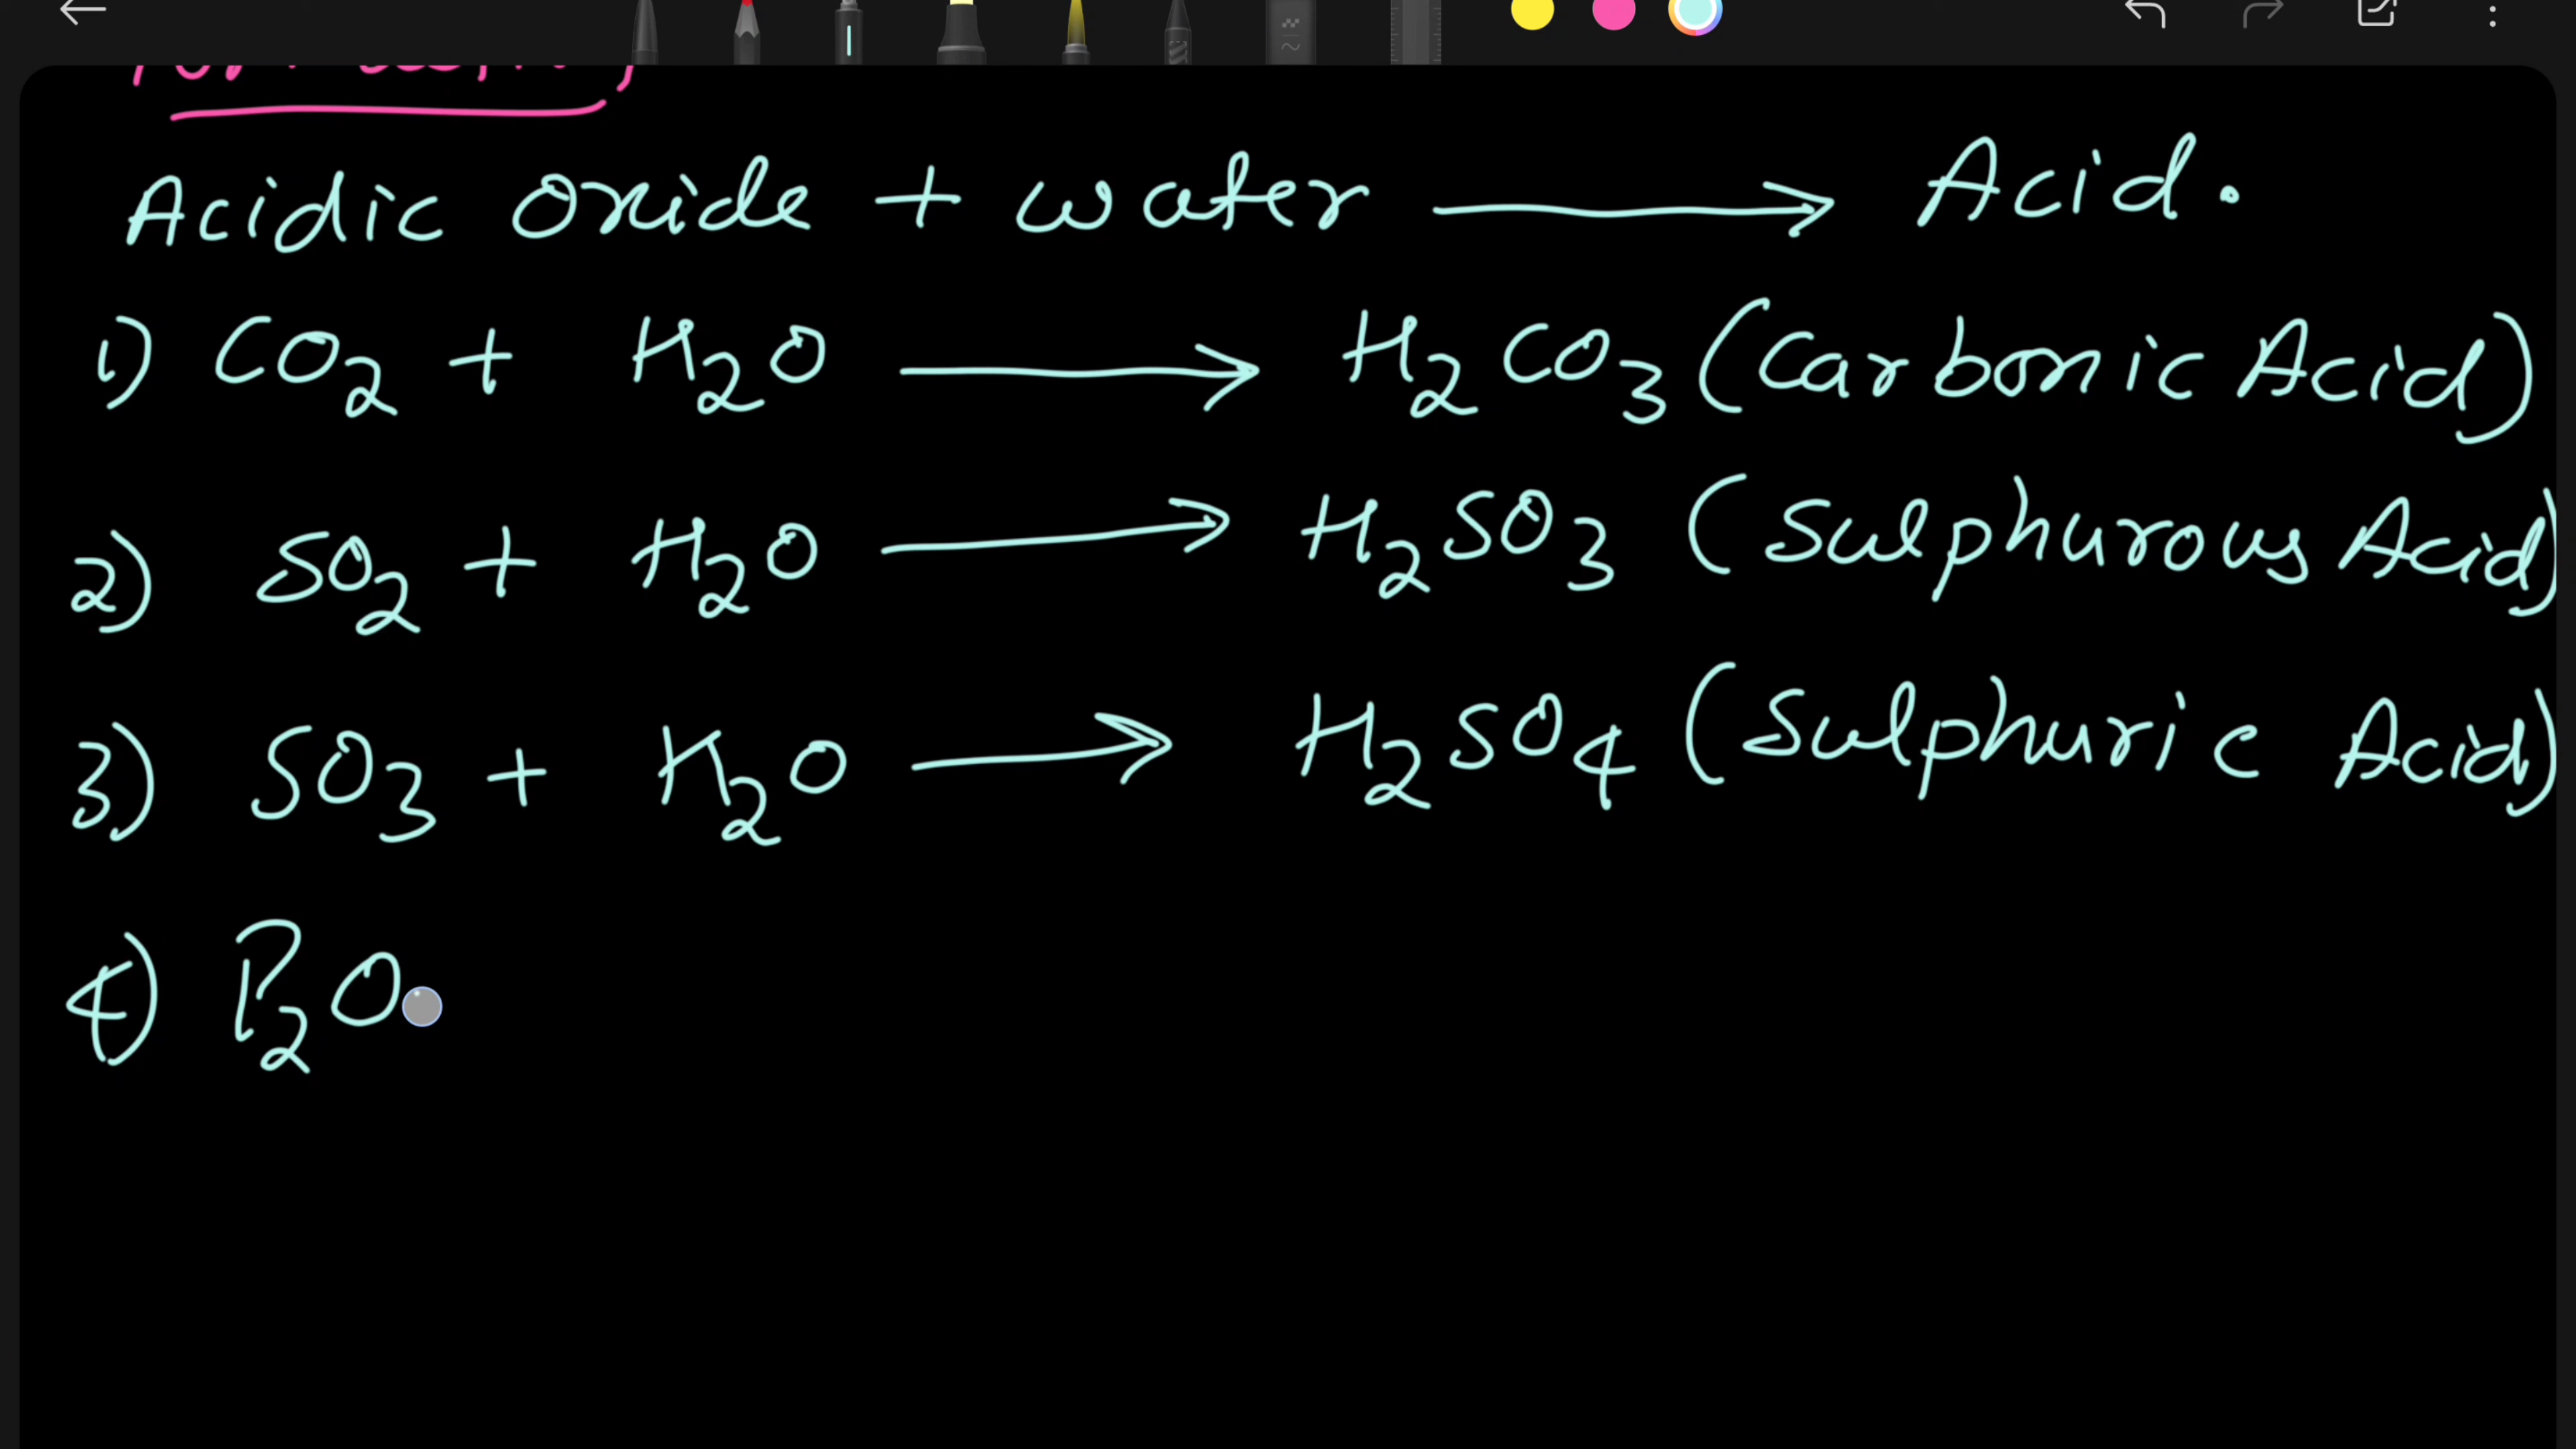 Acidic Oxide + water ⟶ Acid.
1) CO₂ + H₂O ⟶ H₂CO₃ (Carbonic Acid)
2) SO₂ + H₂O ⟶ H₂SO₃ (Sulphurous Acid)
3) SO₃ + H₂O ⟶ H₂SO₄ (Sulphuric Acid)
4) P₂O